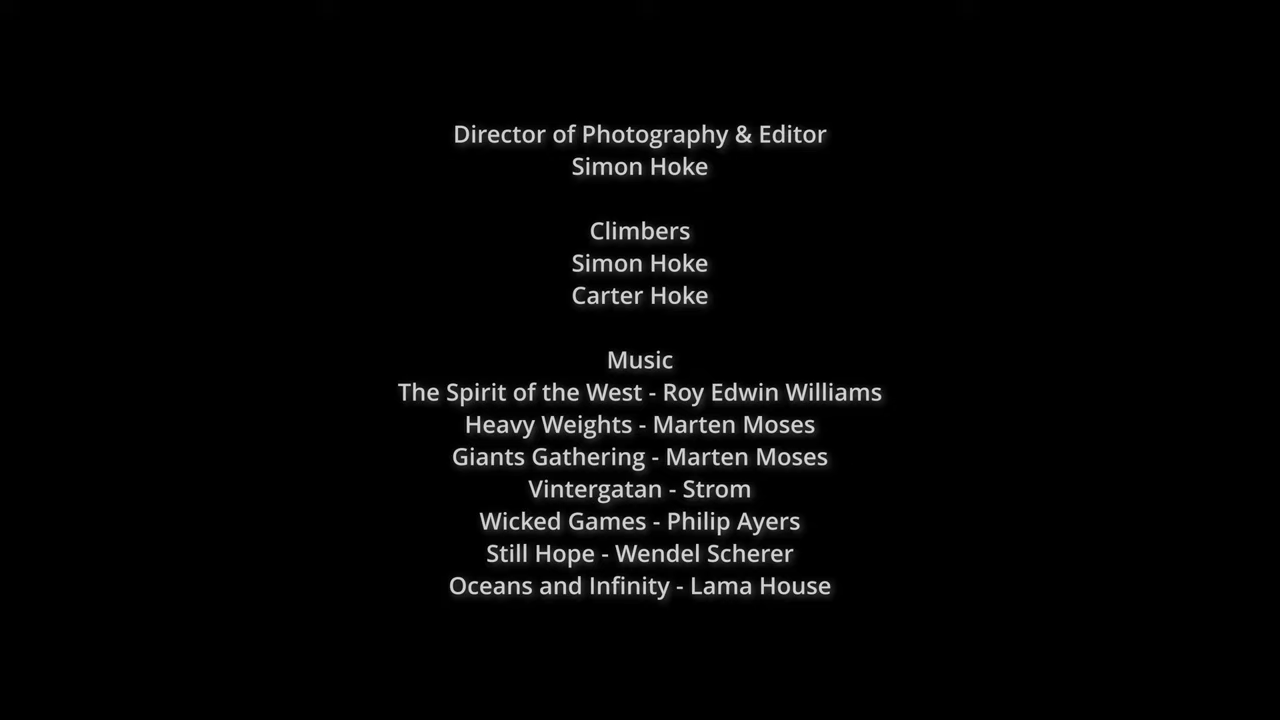 Director of Photography & Editor
Simon Hoke
Climbers
Simon Hoke
Carter Hoke
Music
The Spirit of the West - Roy Edwin Williams
Heavy Weights - Marten Moses
Giants Gathering - Marten Moses
Vintergatan - Strom
Wicked Games - Philip Ayers
Still Hope - Wendel Scherer
Oceans and Infinity - Lama House